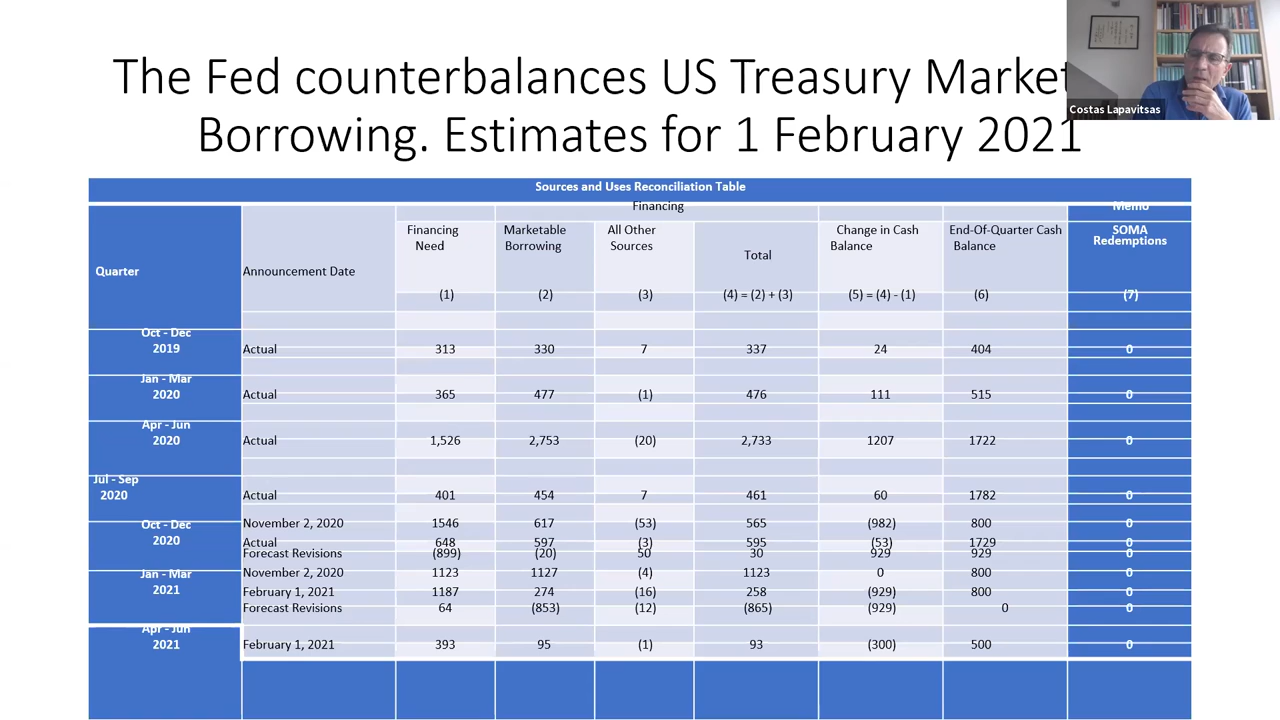 The Fed counterbalances US Treasury Market
Borrowing. Estimates for 1 February 2021
Costas Lapavitsas
Sources and Uses Reconciliation Table
Financing Memo
Quarter Announcement Date Financing Need Marketable Borrowing All Other Sources Total Change in Cash Balance End-Of-Quarter Cash Balance SOMA Redemptions
(1) (2) (3) (4) = (2) + (3) (5) = (4) - (1) (6) (7)
Oct - Dec
2019 Actual 313 330 7 337 24 404 0
Jan - Mar
2020 Actual 365 477 (1) 476 111 515 0
Apr - Jun
2020 Actual 1,526 2,753 (20) 2,733 1207 1722 0
Jul - Sep
2020 Actual 401 454 7 461 60 1782 0
Oct - Dec
2020
November 2, 2020 1546 617 (53) 565 (982) 800 0
Actual 648 597 (3) 595 (53) 1729 0
Forecast Revisions (899) (20) 50 30 929 929 0
Jan - Mar
2021
November 2, 2020 1123 1127 (4) 1123 0 800 0
February 1, 2021 1187 274 (16) 258 (929) 800 0
Forecast Revisions 64 (853) (12) (865) (929) 0 0
Apr - Jun
2021 February 1, 2021 393 95 (1) 93 (300) 500 0